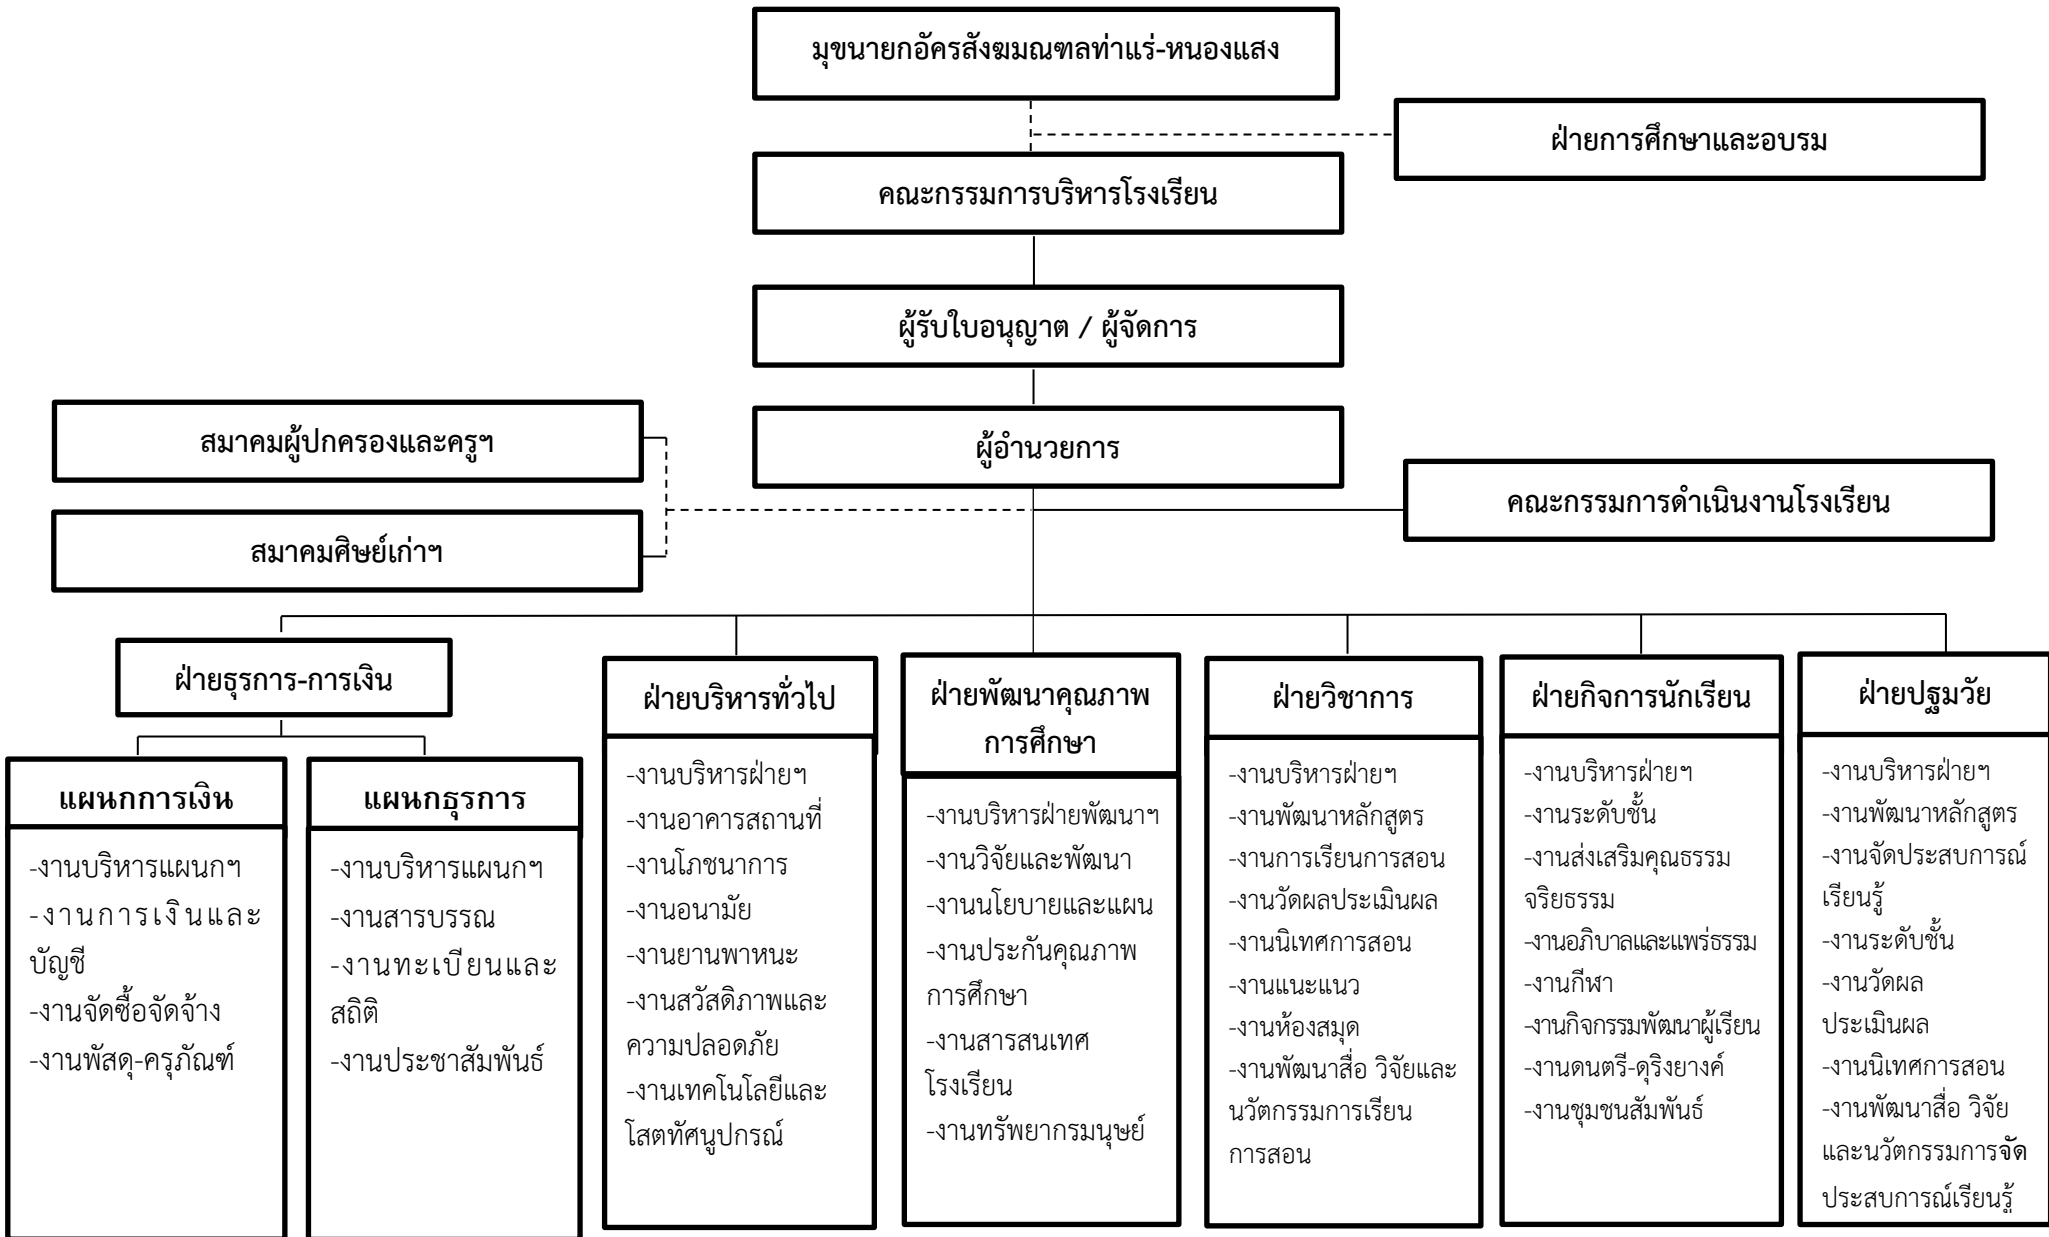 มุขนายกอัครสังฆมณฑลท่าแร่-หนองแสง
ฝ่ายการศึกษาและอบรม
คณะกรรมการบริหารโรงเรียน
ผู้รับใบอนุญาต / ผู้จัดการ
ผู้อำนวยการ
สมาคมผู้ปกครองและครูฯ
คณะกรรมการดำเนินงานโรงเรียน
สมาคมศิษย์เก่าฯ
ฝ่ายธุรการ-การเงิน
แผนกการเงิน
-งานบริหารแผนกฯ
-งานการเงินและ
บัญชี
-งานจัดซื้อจัดจ้าง
-งานพัสดุ-ครุภัณฑ์
แผนกธุรการ
-งานบริหารแผนกฯ
-งานสารบรรณ
-งานทะเบียนและ
สถิติ
-งานประชาสัมพันธ์
ฝ่ายบริหารทั่วไป
-งานบริหารฝ่ายฯ
-งานอาคารสถานที่
-งานโภชนาการ
-งานอนามัย
-งานยานพาหนะ
-งานสวัสดิภาพและ
ความปลอดภัย
-งานเทคโนโลยีและ
โสตทัศนูปกรณ์
ฝ่ายพัฒนาคุณภาพ
การศึกษา
-งานบริหารฝ่ายพัฒนาฯ
-งานวิจัยและพัฒนา
-งานนโยบายและแผน
-งานประกันคุณภาพ
การศึกษา
-งานสารสนเทศ
โรงเรียน
-งานทรัพยากรมนุษย์
ฝ่ายวิชาการ
-งานบริหารฝ่ายฯ
-งานพัฒนาหลักสูตร
-งานการเรียนการสอน
-งานวัดผลประเมินผล
-งานนิเทศการสอน
-งานแนะแนว
-งานห้องสมุด
-งานพัฒนาสื่อ วิจัยและ
นวัตกรรมการเรียน
การสอน
ฝ่ายกิจการนักเรียน
-งานบริหารฝ่ายฯ
-งานระดับชั้น
-งานส่งเสริมคุณธรรม
จริยธรรม
-งานอภิบาลและแพร่ธรรม
-งานกีฬา
-งานกิจกรรมพัฒนาผู้เรียน
-งานดนตรี-ดุริงยางค์
-งานชุมชนสัมพันธ์
ฝ่ายปฐมวัย
-งานบริหารฝ่ายฯ
-งานพัฒนาหลักสูตร
-งานจัดประสบการณ์
เรียนรู้
-งานระดับชั้น
-งานวัดผล
ประเมินผล
-งานนิเทศการสอน
-งานพัฒนาสื่อ วิจัย
และนวัตกรรมการจัด
ประสบการณ์เรียนรู้